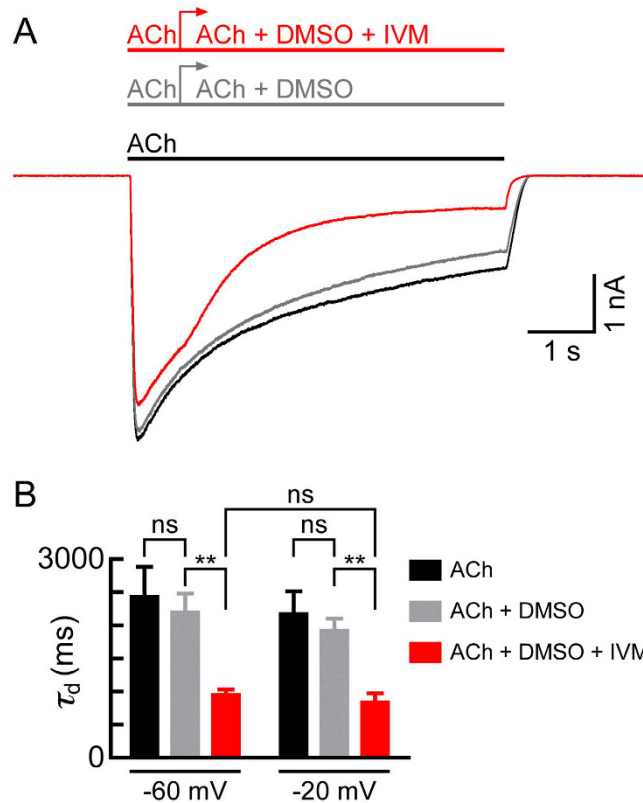 A
ACh ACh + DMSO + IVM
ACh ACh + DMSO
ACh
1 nA
1 s
B
ns
ns
ns
**
**
3000
0
τd (ms)
ACh
ACh + DMSO
ACh + DMSO + IVM
-60 mV
-20 mV